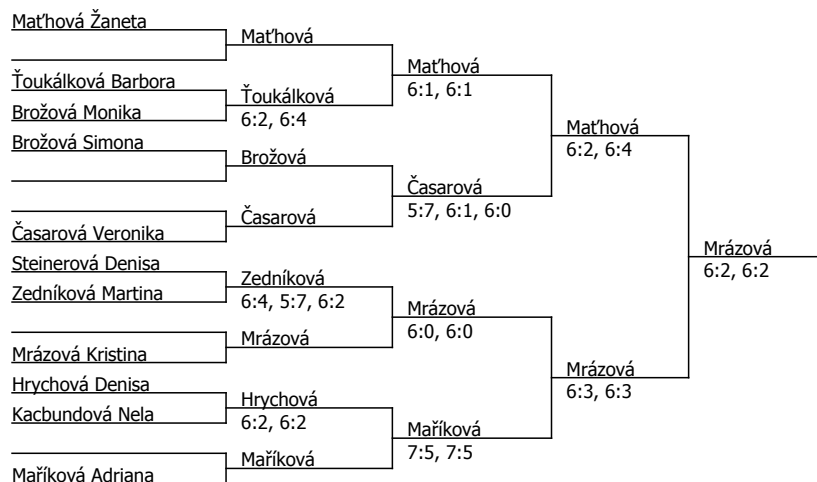 Maťhová Žaneta
Ťoukálková Barbora
Brožová Monika
Brožová Simona
Časarová Veronika
Steinerová Denisa
Zedníková Martina
Mrázová Kristina
Hrychová Denisa
Kacbundová Nela
Maříková Adriana
Maťhová
Ťoukálková
6:2, 6:4
Brožová
Časarová
Zedníková
6:4, 5:7, 6:2
Mrázová
Hrychová
6:2, 6:2
Maříková
Maťhová
6:1, 6:1
Časarová
5:7, 6:1, 6:0
Mrázová
6:0, 6:0
Maříková
7:5, 7:5
Maťhová
6:2, 6:4
Mrázová
6:3, 6:3
Mrázová
6:2, 6:2